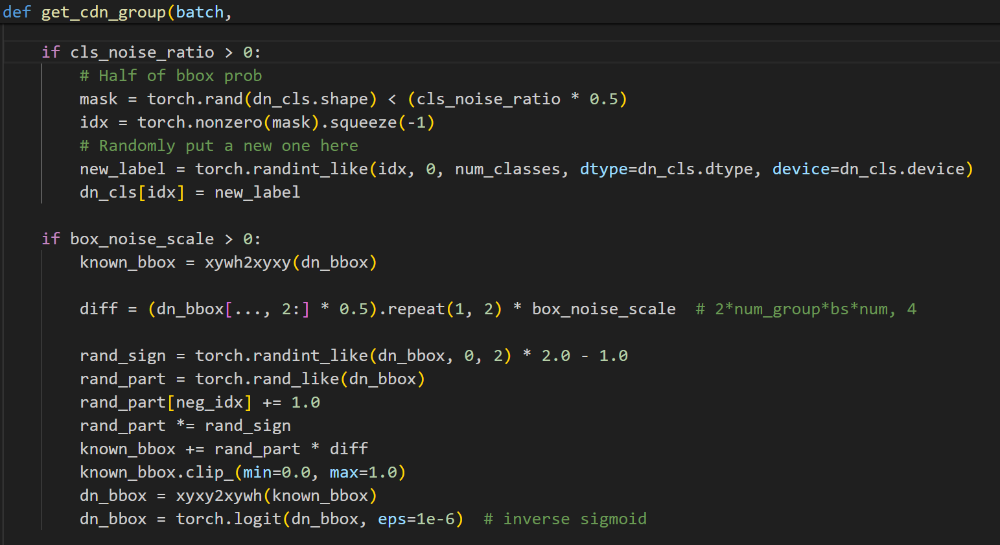 def get_cdn_group(batch,
if cls_noise_ratio > 0:
# Half of bbox prob
mask = torch.rand(dn_cls.shape) < (cls_noise_ratio * 0.5)
idx = torch.nonzero(mask).squeeze(-1)
# Randomly put a new one here
new_label = torch.randint_like(idx, 0, num_classes, dtype=dn_cls.dtype, device=dn_cls.device)
dn_cls[idx] = new_label
if box_noise_scale > 0:
known_bbox = xywh2xyxy(dn_bbox)
diff = (dn_bbox[..., 2:] * 0.5).repeat(1, 2) * box_noise_scale  # 2*num_group*bs*num, 4
rand_sign = torch.randint_like(dn_bbox, 0, 2) * 2.0 - 1.0
rand_part = torch.rand_like(dn_bbox)
rand_part[neg_idx] += 1.0
rand_part *= rand_sign
known_bbox += rand_part * diff
known_bbox.clip_(min=0.0, max=1.0)
dn_bbox = xyxy2xywh(known_bbox)
dn_bbox = torch.logit(dn_bbox, eps=1e-6)  # inverse sigmoid